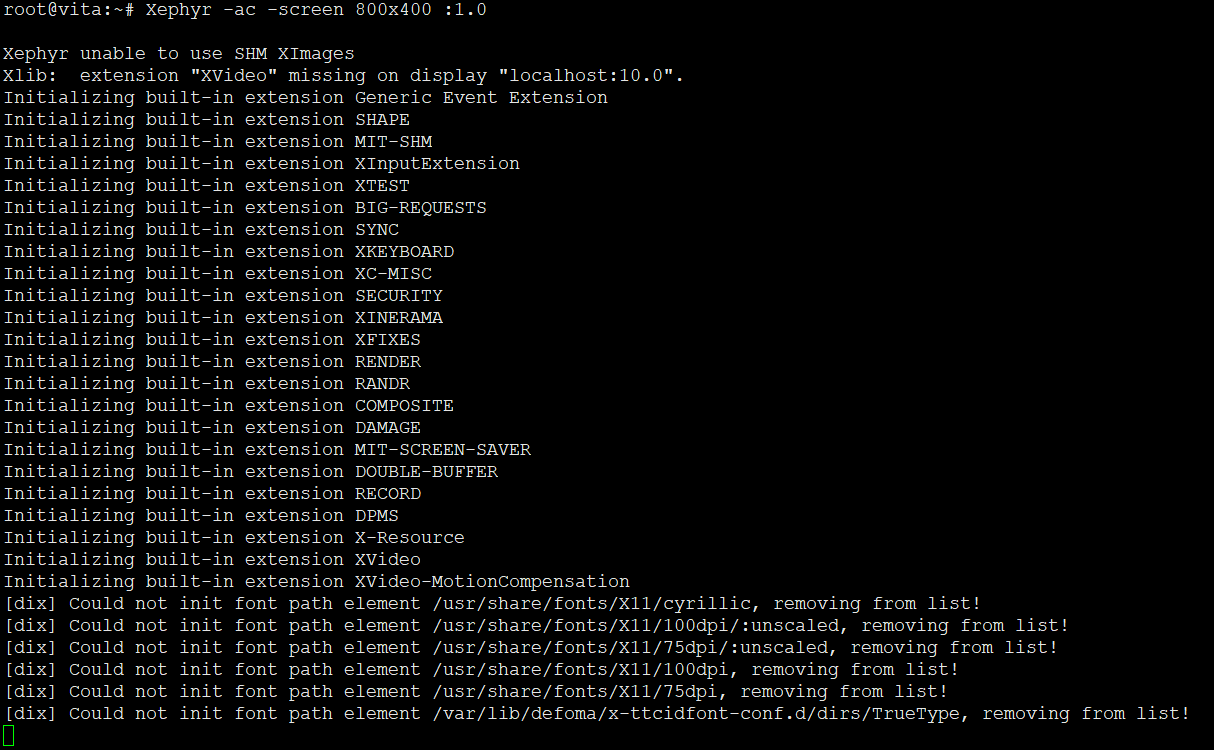 root@vita:~# Xephyr -ac -screen 800x400 :1.0
Xephyr unable to use SHM XImages
Xlib:  extension "XVideo" missing on display "localhost:10.0".
Initializing built-in extension Generic Event Extension
Initializing built-in extension SHAPE
Initializing built-in extension MIT-SHM
Initializing built-in extension XInputExtension
Initializing built-in extension XTEST
Initializing built-in extension BIG-REQUESTS
Initializing built-in extension SYNC
Initializing built-in extension XKEYBOARD
Initializing built-in extension XC-MISC
Initializing built-in extension SECURITY
Initializing built-in extension XINERAMA
Initializing built-in extension XFIXES
Initializing built-in extension RENDER
Initializing built-in extension RANDR
Initializing built-in extension COMPOSITE
Initializing built-in extension DAMAGE
Initializing built-in extension MIT-SCREEN-SAVER
Initializing built-in extension DOUBLE-BUFFER
Initializing built-in extension RECORD
Initializing built-in extension DPMS
Initializing built-in extension X-Resource
Initializing built-in extension XVideo
Initializing built-in extension XVideo-MotionCompensation
[dix] Could not init font path element /usr/share/fonts/X11/cyrillic, removing from list!
[dix] Could not init font path element /usr/share/fonts/X11/100dpi/:unscaled, removing from list!
[dix] Could not init font path element /usr/share/fonts/X11/75dpi/:unscaled, removing from list!
[dix] Could not init font path element /usr/share/fonts/X11/100dpi, removing from list!
[dix] Could not init font path element /usr/share/fonts/X11/75dpi, removing from list!
[dix] Could not init font path element /var/lib/defoma/x-ttcidfont-conf.d/dirs/TrueType, removing from list!